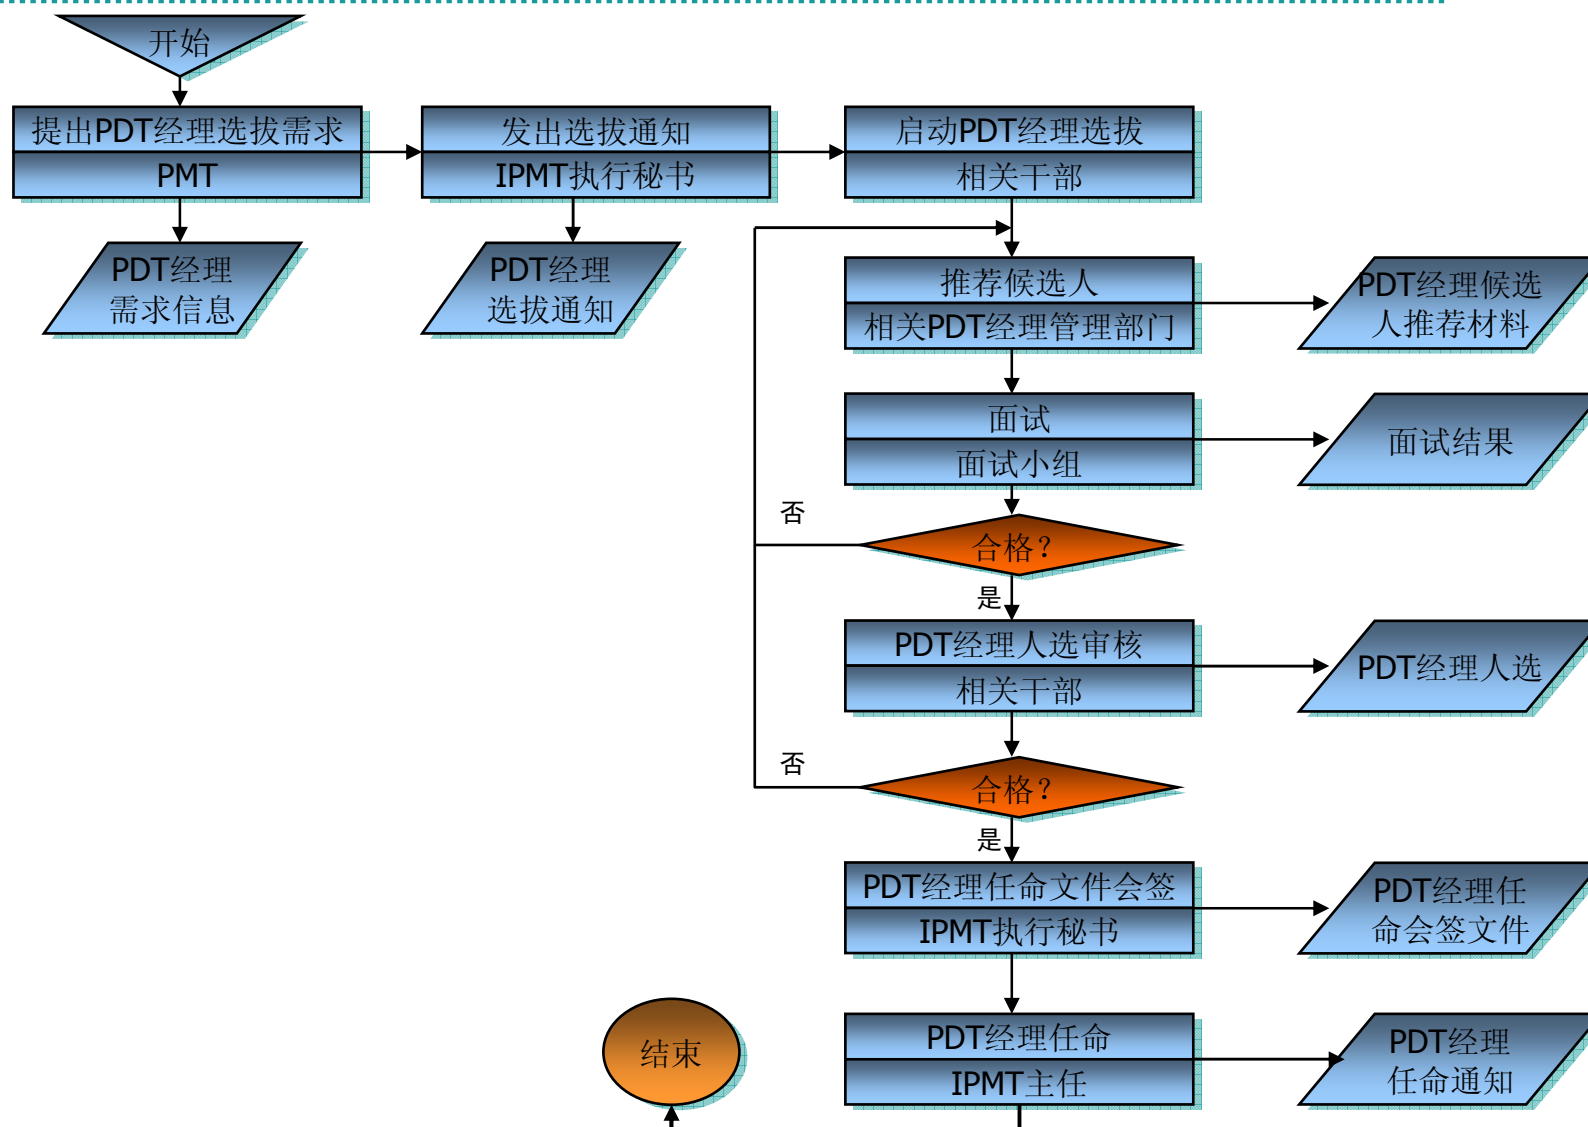 开始
提出PDT经理选拔需求
PMT
发出选拔通知
IPMT执行秘书
启动PDT经理选拔
相关干部
PDT经理
需求信息
PDT经理
选拔通知
推荐候选人
相关PDT经理管理部门
PDT经理候选
人推荐材料
面试
面试小组
面试结果
否
合格？
是
PDT经理人选审核
相关干部
PDT经理人选
否
合格？
是
PDT经理任命文件会签
IPMT执行秘书
PDT经理任
命会签文件
结束
PDT经理任命
IPMT主任
PDT经理
任命通知